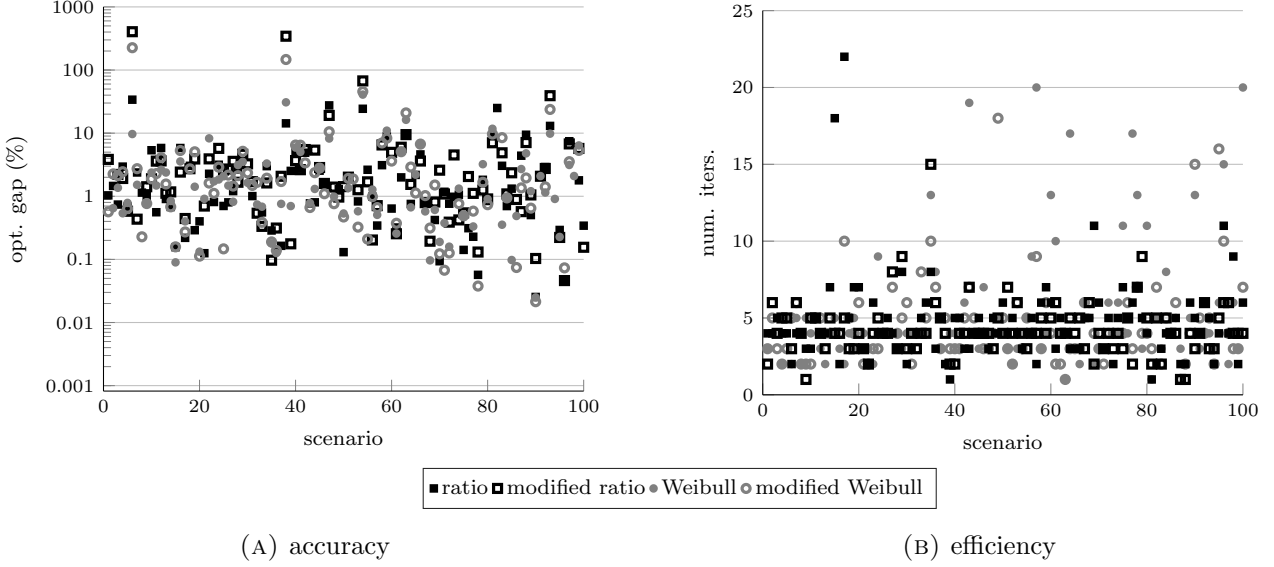 1000
100
10
1
0.1
0.01
0.001
opt. gap (%)
0 20 40 60 80 100
scenario
25
20
15
10
5
0
num. iters.
0 20 40 60 80 100
scenario
ratio modified ratio Weibull modified Weibull
(A) accuracy
(B) efficiency